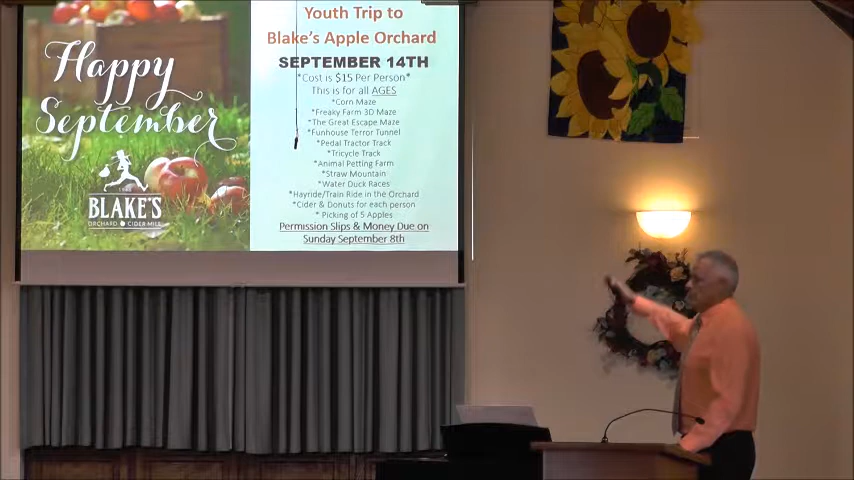 Happy
September
BLAKE'S
ORCHARD CIDER MILL
Youth Trip to
Blake's Apple Orchard
SEPTEMBER 14TH
*Cost is $15 Per Person*
This is for all AGES
*Corn Maze
*Freaky Farm 3D Maze
*The Great Escape Maze
*Funhouse Terror Tunnel
*Pedal Tractor Track
*Tricycle Track
*Animal Petting Farm
*Straw Mountain
*Water Duck Races
*Hayride/Train Ride in the Orchard
*Cider & Donuts for each person
* Picking of 5 Apples
Permission Slips & Money Due on
Sunday September 8th